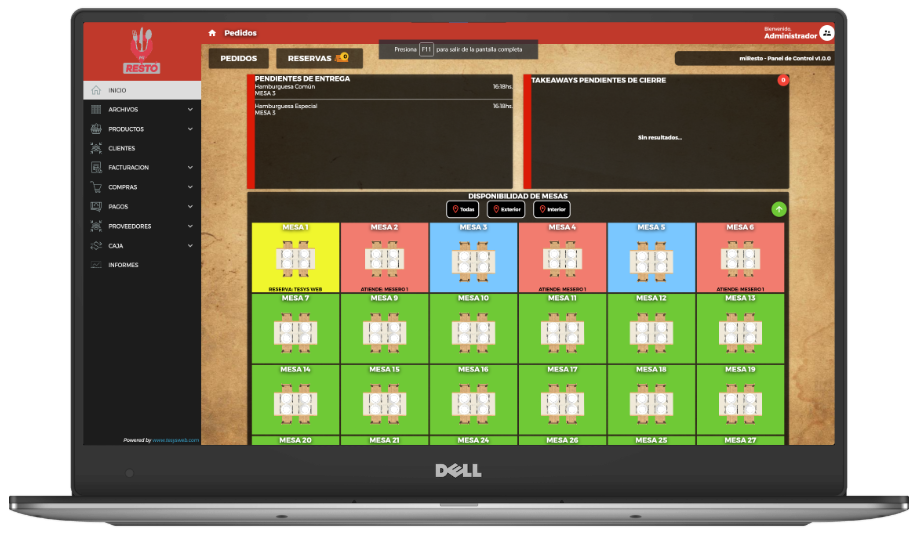 mi
RESTÓ
Pedidos
Presiona F11 para salir de la pantalla completa
Bienvenido,
Administrador
PEDIDOS
RESERVAS
0
miResto - Panel de Control v1.0.0
INICIO
ARCHIVOS
PRODUCTOS
CLIENTES
FACTURACION
COMPRAS
PAGOS
PROVEEDORES
CAJA
INFORMES
Powered by www.tesysweb.com
PENDIENTES DE ENTREGA
Hamburguesa Común 16:18hs.
MESA 3
Hamburguesa Especial 16:18hs.
MESA 3
TAKEAWAYS PENDIENTES DE CIERRE
0
Sin resultados...
DISPONIBILIDAD DE MESAS
Todas Exterior Interior
MESA 1 MESA 2 MESA 3 MESA 4 MESA 5 MESA 6
RESERVA: TESYS WEB ATIENDE: MESERO 1 ATIENDE: MESERO 1 ATIENDE: MESERO 1
MESA 7 MESA 9 MESA 10 MESA 11 MESA 12 MESA 13
MESA 14 MESA 15 MESA 16 MESA 17 MESA 18 MESA 19
MESA 20 MESA 21 MESA 24 MESA 26 MESA 25 MESA 27
DELL